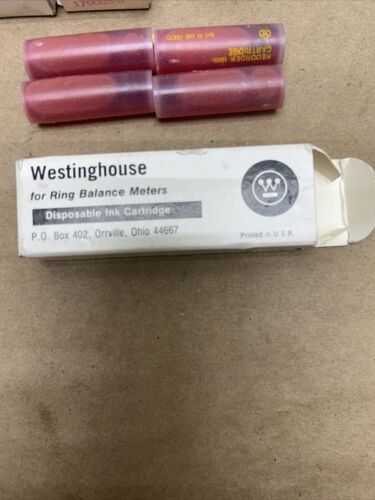 RECORDER
CARTRIDGE
Westinghouse
for Ring Balance Meters
Disposable Ink Cartridge
P.O. Box 402, Orrville, Ohio 44667
Printed in U.S.A.
W